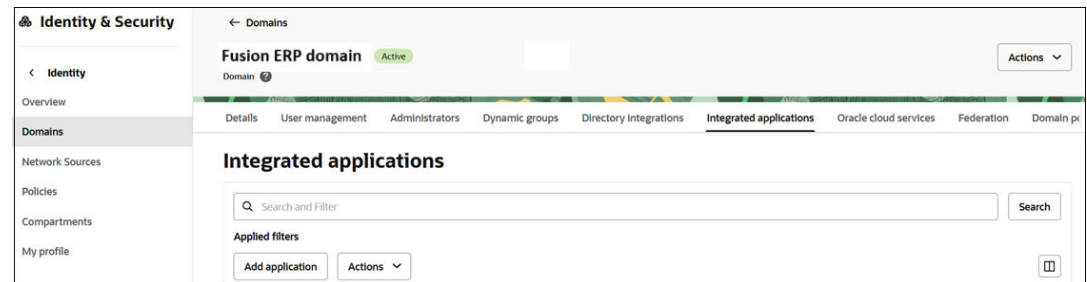 Identity & Security
← Domains
Fusion ERP domain Active
Domain ?
Actions
< Identity
Overview
Domains
Network Sources
Policies
Compartments
My profile
Details User management Administrators Dynamic groups Directory integrations Integrated applications Oracle cloud services Federation Domain po
Integrated applications
Search and Filter Search
Applied filters
Add application Actions